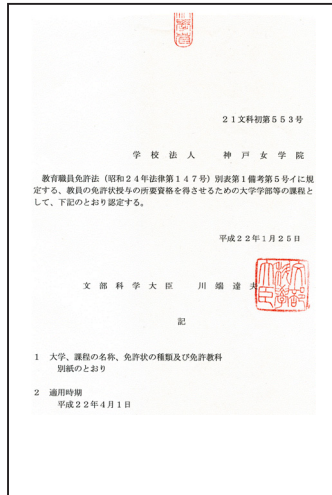 21文科初第553号
学校法人　神戸女学院
教育職員免許法（昭和24年法律第147号）別表第1備考第5号イに規
定する、教員の免許状授与の所要資格を得させるための大学学部等の課程と
して、下記のとおり認定する。
平成22年1月25日
文部科学大臣　川端達夫
文部科学大臣
記
1　大学、課程の名称、免許状の種類及び免許教科
別紙のとおり
2　適用時期
平成22年4月1日